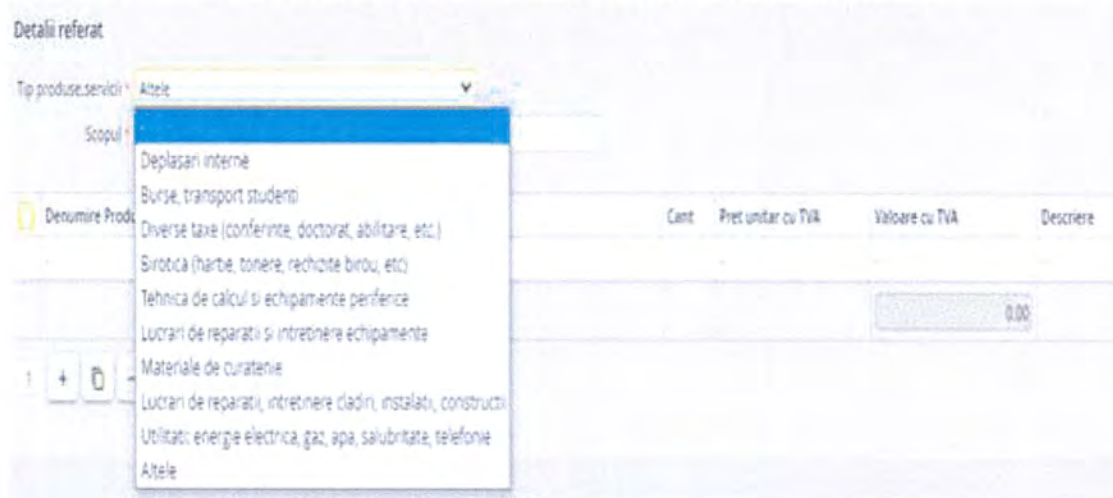 Detalii referat
Tip produse,servicii * Altele
Scopul *
Deplasari interne
Burse, transport studenti
Denumire Produ Cant Pret unitar cu TVA Valoare cu TVA Descriere
Diverse taxe (conferinte, doctorat, abilitare, etc.)
Birotica (hartie, tonere, rechizite birou, etc)
Tehnica de calcul si echipamente periferice
0.00
Lucrari de reparatii si intretinere echipamente
Materiale de curatenie
1 +
Lucrari de reparatii, intretinere cladiri, instalatii, constructii
Utilitati: energie electrica, gaz, apa, salubritate, telefonie
Altele